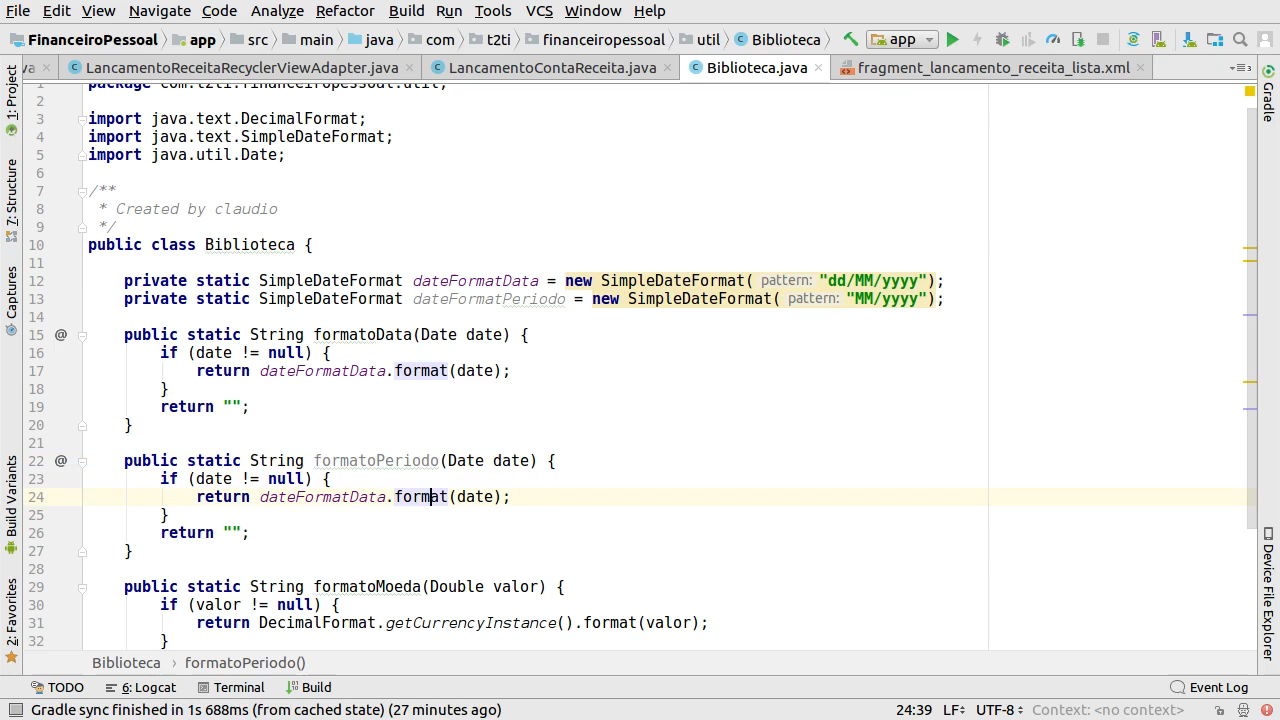 File Edit View Navigate Code Analyze Refactor Build Run Tools VCS Window Help
FinanceiroPessoal app src main java com t2ti financeiropessoal util Biblioteca app
va LancamentoReceitaRecyclerViewAdapter.java LancamentoContaReceita.java Biblioteca.java fragment_lancamento_receita_lista.xml 3
1: Project
7: Structure
Captures
Build Variants
2: Favorites
Gradle
Device File Explorer
1 package com.t2ti.financeiropessoal.util;
2
3 import java.text.DecimalFormat;
4 import java.text.SimpleDateFormat;
5 import java.util.Date;
6
7 /**
8 * Created by claudio
9 */
10 public class Biblioteca {
11
12 private static SimpleDateFormat dateFormatData = new SimpleDateFormat( pattern: "dd/MM/yyyy");
13 private static SimpleDateFormat dateFormatPeriodo = new SimpleDateFormat( pattern: "MM/yyyy");
14
15 @ public static String formatoData(Date date) {
16 if (date != null) {
17 return dateFormatData.format(date);
18 }
19 return "";
20 }
21
22 @ public static String formatoPeriodo(Date date) {
23 if (date != null) {
24 return dateFormatData.format(date);
25 }
26 return "";
27 }
28
29 public static String formatoMoeda(Double valor) {
30 if (valor != null) {
31 return DecimalFormat.getCurrencyInstance().format(valor);
32 }
Biblioteca › formatoPeriodo()
TODO 6: Logcat Terminal Build Event Log
Gradle sync finished in 1s 688ms (from cached state) (27 minutes ago) 24:39 LF UTF-8 Context: <no context>